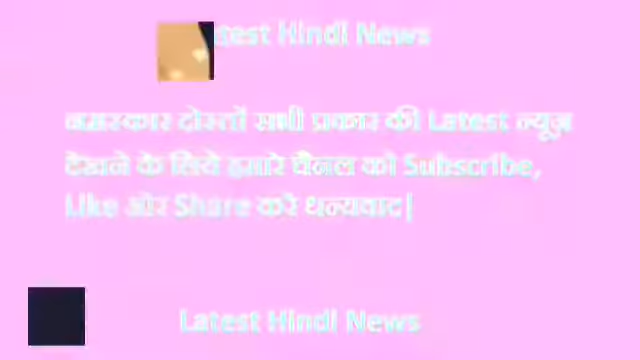 Latest Hindi News
नमस्कार दोस्तों सभी प्रकार की Latest न्यूज़
देखने के लिये हमारे चैनल को Subscribe,
Like और Share करे धन्यवाद|
Latest Hindi News